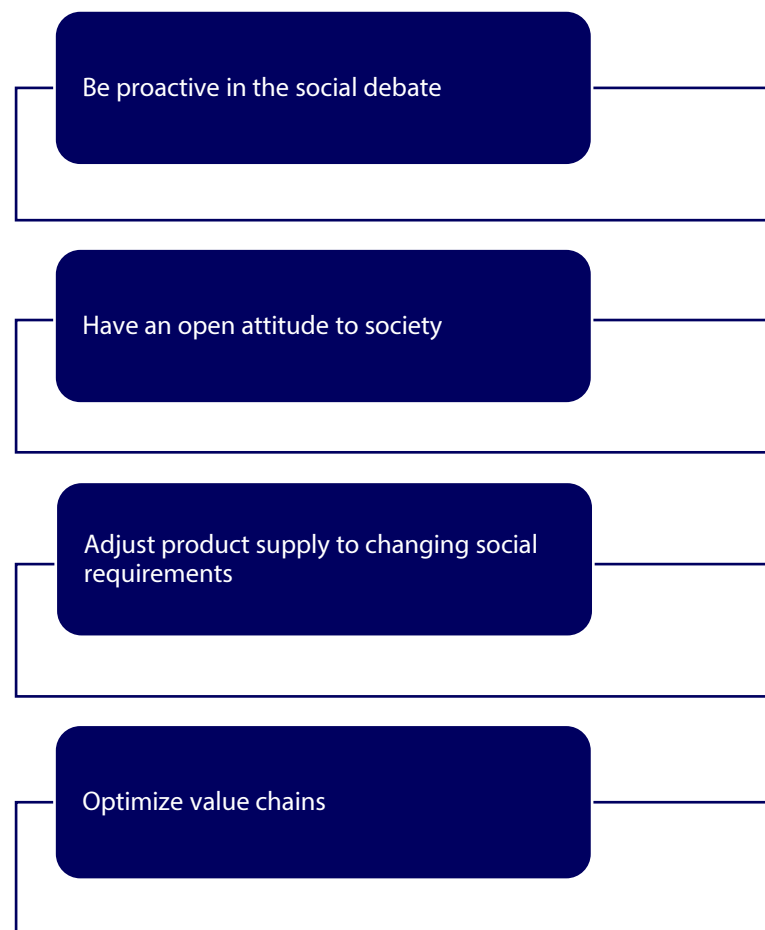 Be proactive in the social debate
Have an open attitude to society
Adjust product supply to changing social
requirements
Optimize value chains